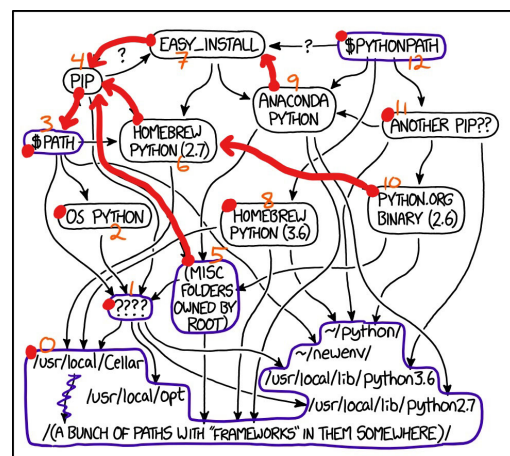 EASY_INSTALL
7
?
?
$PYTHONPATH
12
4
PIP
9
ANACONDA
PYTHON
11
ANOTHER PIP??
3
$PATH
HOMEBREW
PYTHON (2.7)
6
10
PYTHON.ORG
BINARY (2.6)
OS PYTHON
2
8
HOMEBREW
PYTHON (3.6)
5
(MISC
FOLDERS
OWNED BY
ROOT)
1
????
0
/usr/local/Cellar
/usr/local/opt
~/python/
~/newenv/
/usr/local/lib/python3.6
/usr/local/lib/python2.7
/(A BUNCH OF PATHS WITH "FRAMEWORKS" IN THEM SOMEWHERE)/